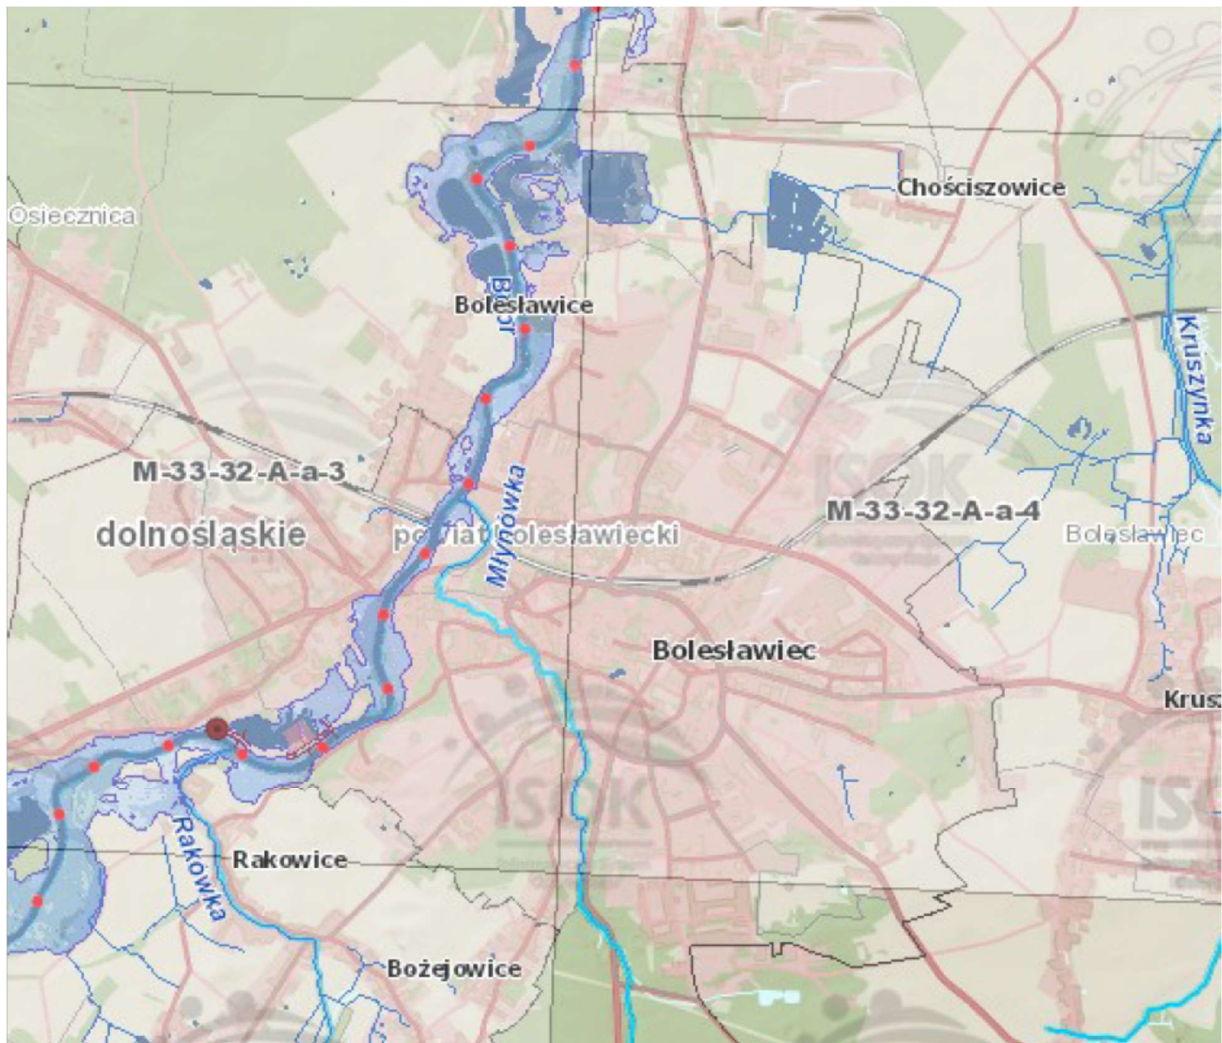 Chościszowice
Osiecznica
Bolesławice
Bóbr
Kruszynka
M-33-32-A-a-3
ISOK
M-33-32-A-a-4
dolnośląskie
powiat bolesławiecki
Bolesławiec
Młynówka
Bolesławiec
Krus
ISOK
ISOK
Rakówka
Rakowice
Bożejowice